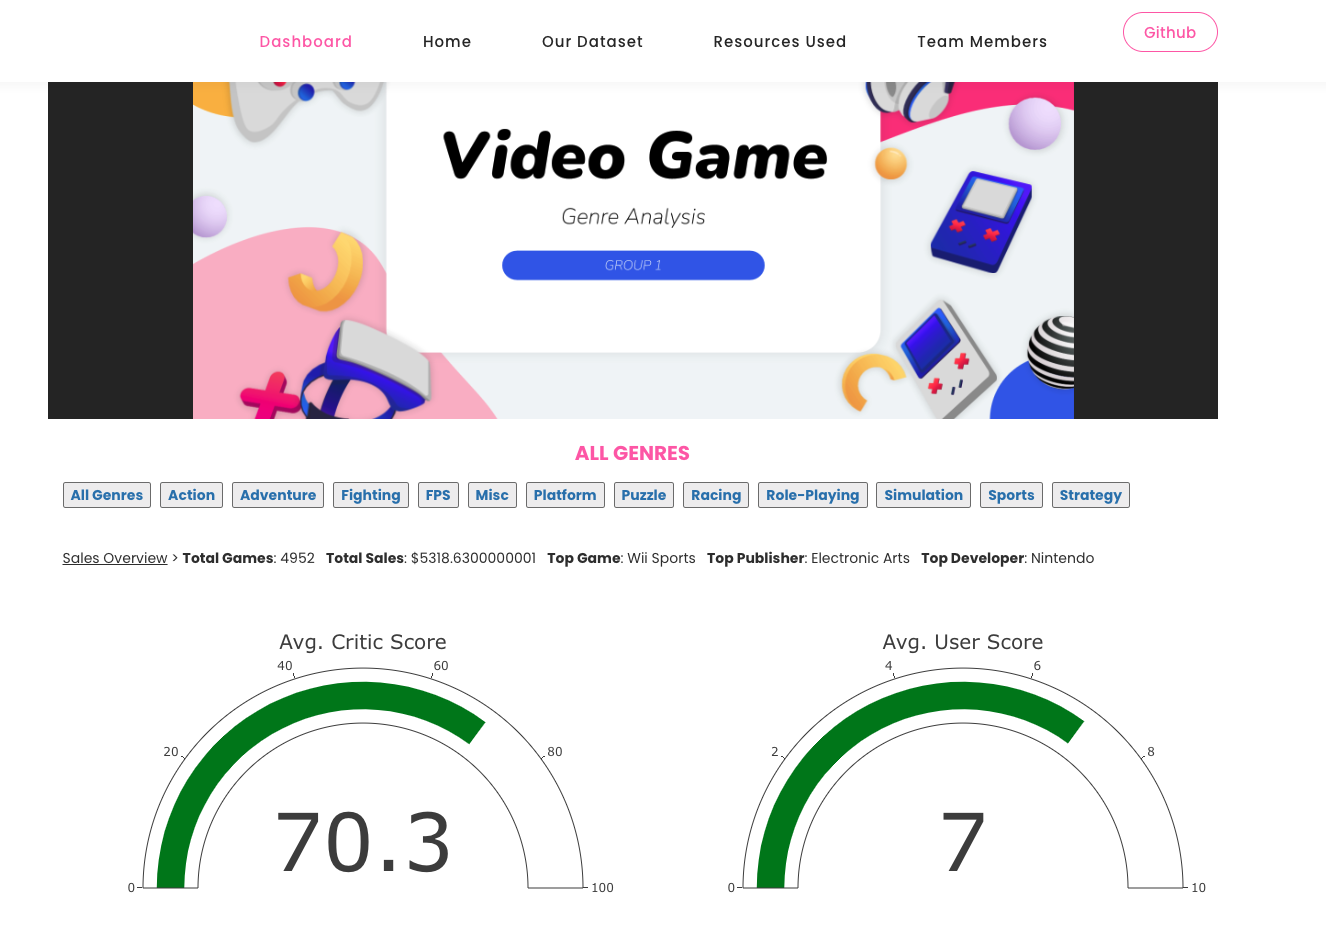 Dashboard Home Our Dataset Resources Used Team Members Github
Video Game
Genre Analysis
GROUP 1
ALL GENRES
All Genres Action Adventure Fighting FPS Misc Platform Puzzle Racing Role-Playing Simulation Sports Strategy
Sales Overview > Total Games: 4952 Total Sales: $5318.6300000001 Top Game: Wii Sports Top Publisher: Electronic Arts Top Developer: Nintendo
Avg. Critic Score
0 20 40 60 80 100
70.3
Avg. User Score
0 2 4 6 8 10
7